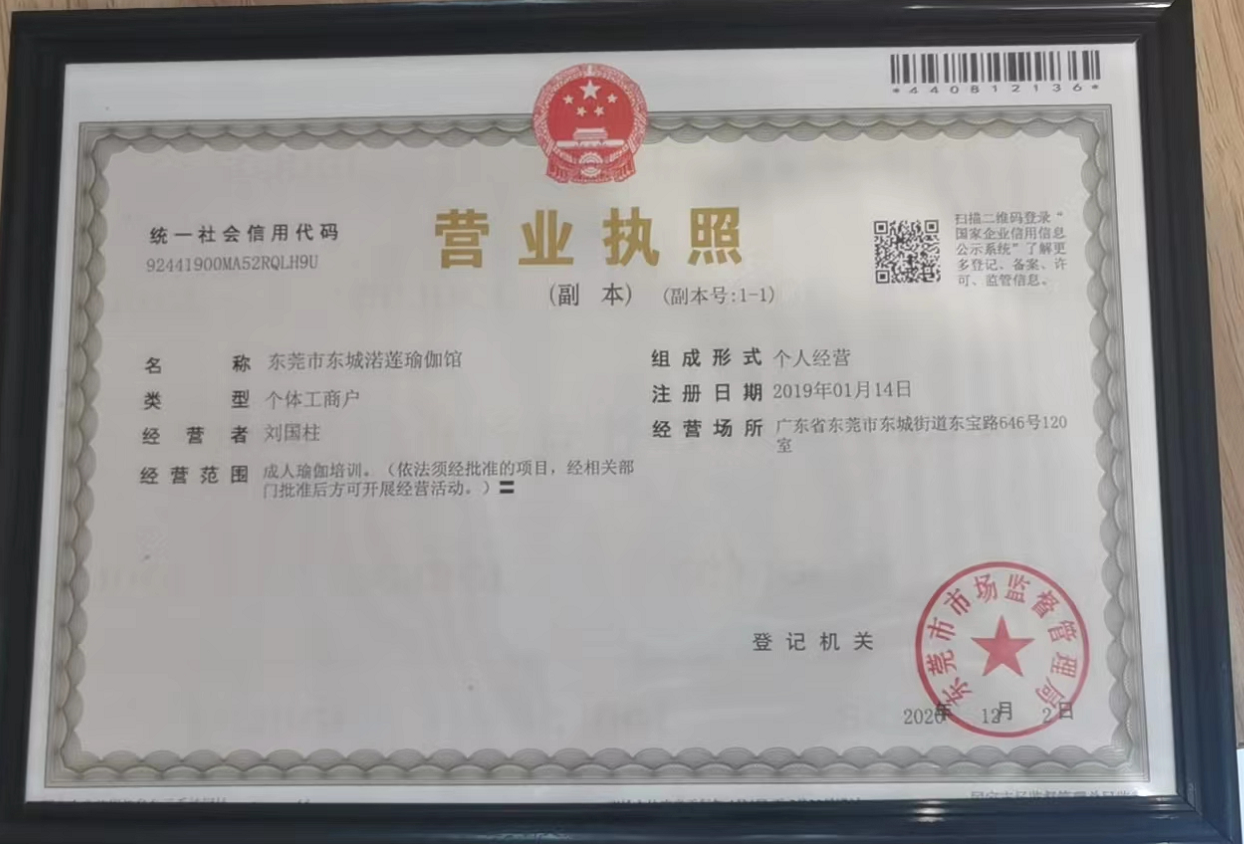 *440812136*
统一社会信用代码
92441900MA52RQLH9U
营业执照
(副 本) (副本号:1-1)
扫描二维码登录“
国家企业信用信息
公示系统”了解更
多登记、备案、许
可、监管信息。
名 称 东莞市东城渃莲瑜伽馆
类 型 个体工商户
经 营 者 刘国柱
经营范围 成人瑜伽培训。（依法须经批准的项目，经相关部
门批准后方可开展经营活动。）〓
组成形式 个人经营
注册日期 2019年01月14日
经营场所 广东省东莞市东城街道东宝路646号120
室
登记机关
东莞市市场监督管理局
2020年 12月 2日